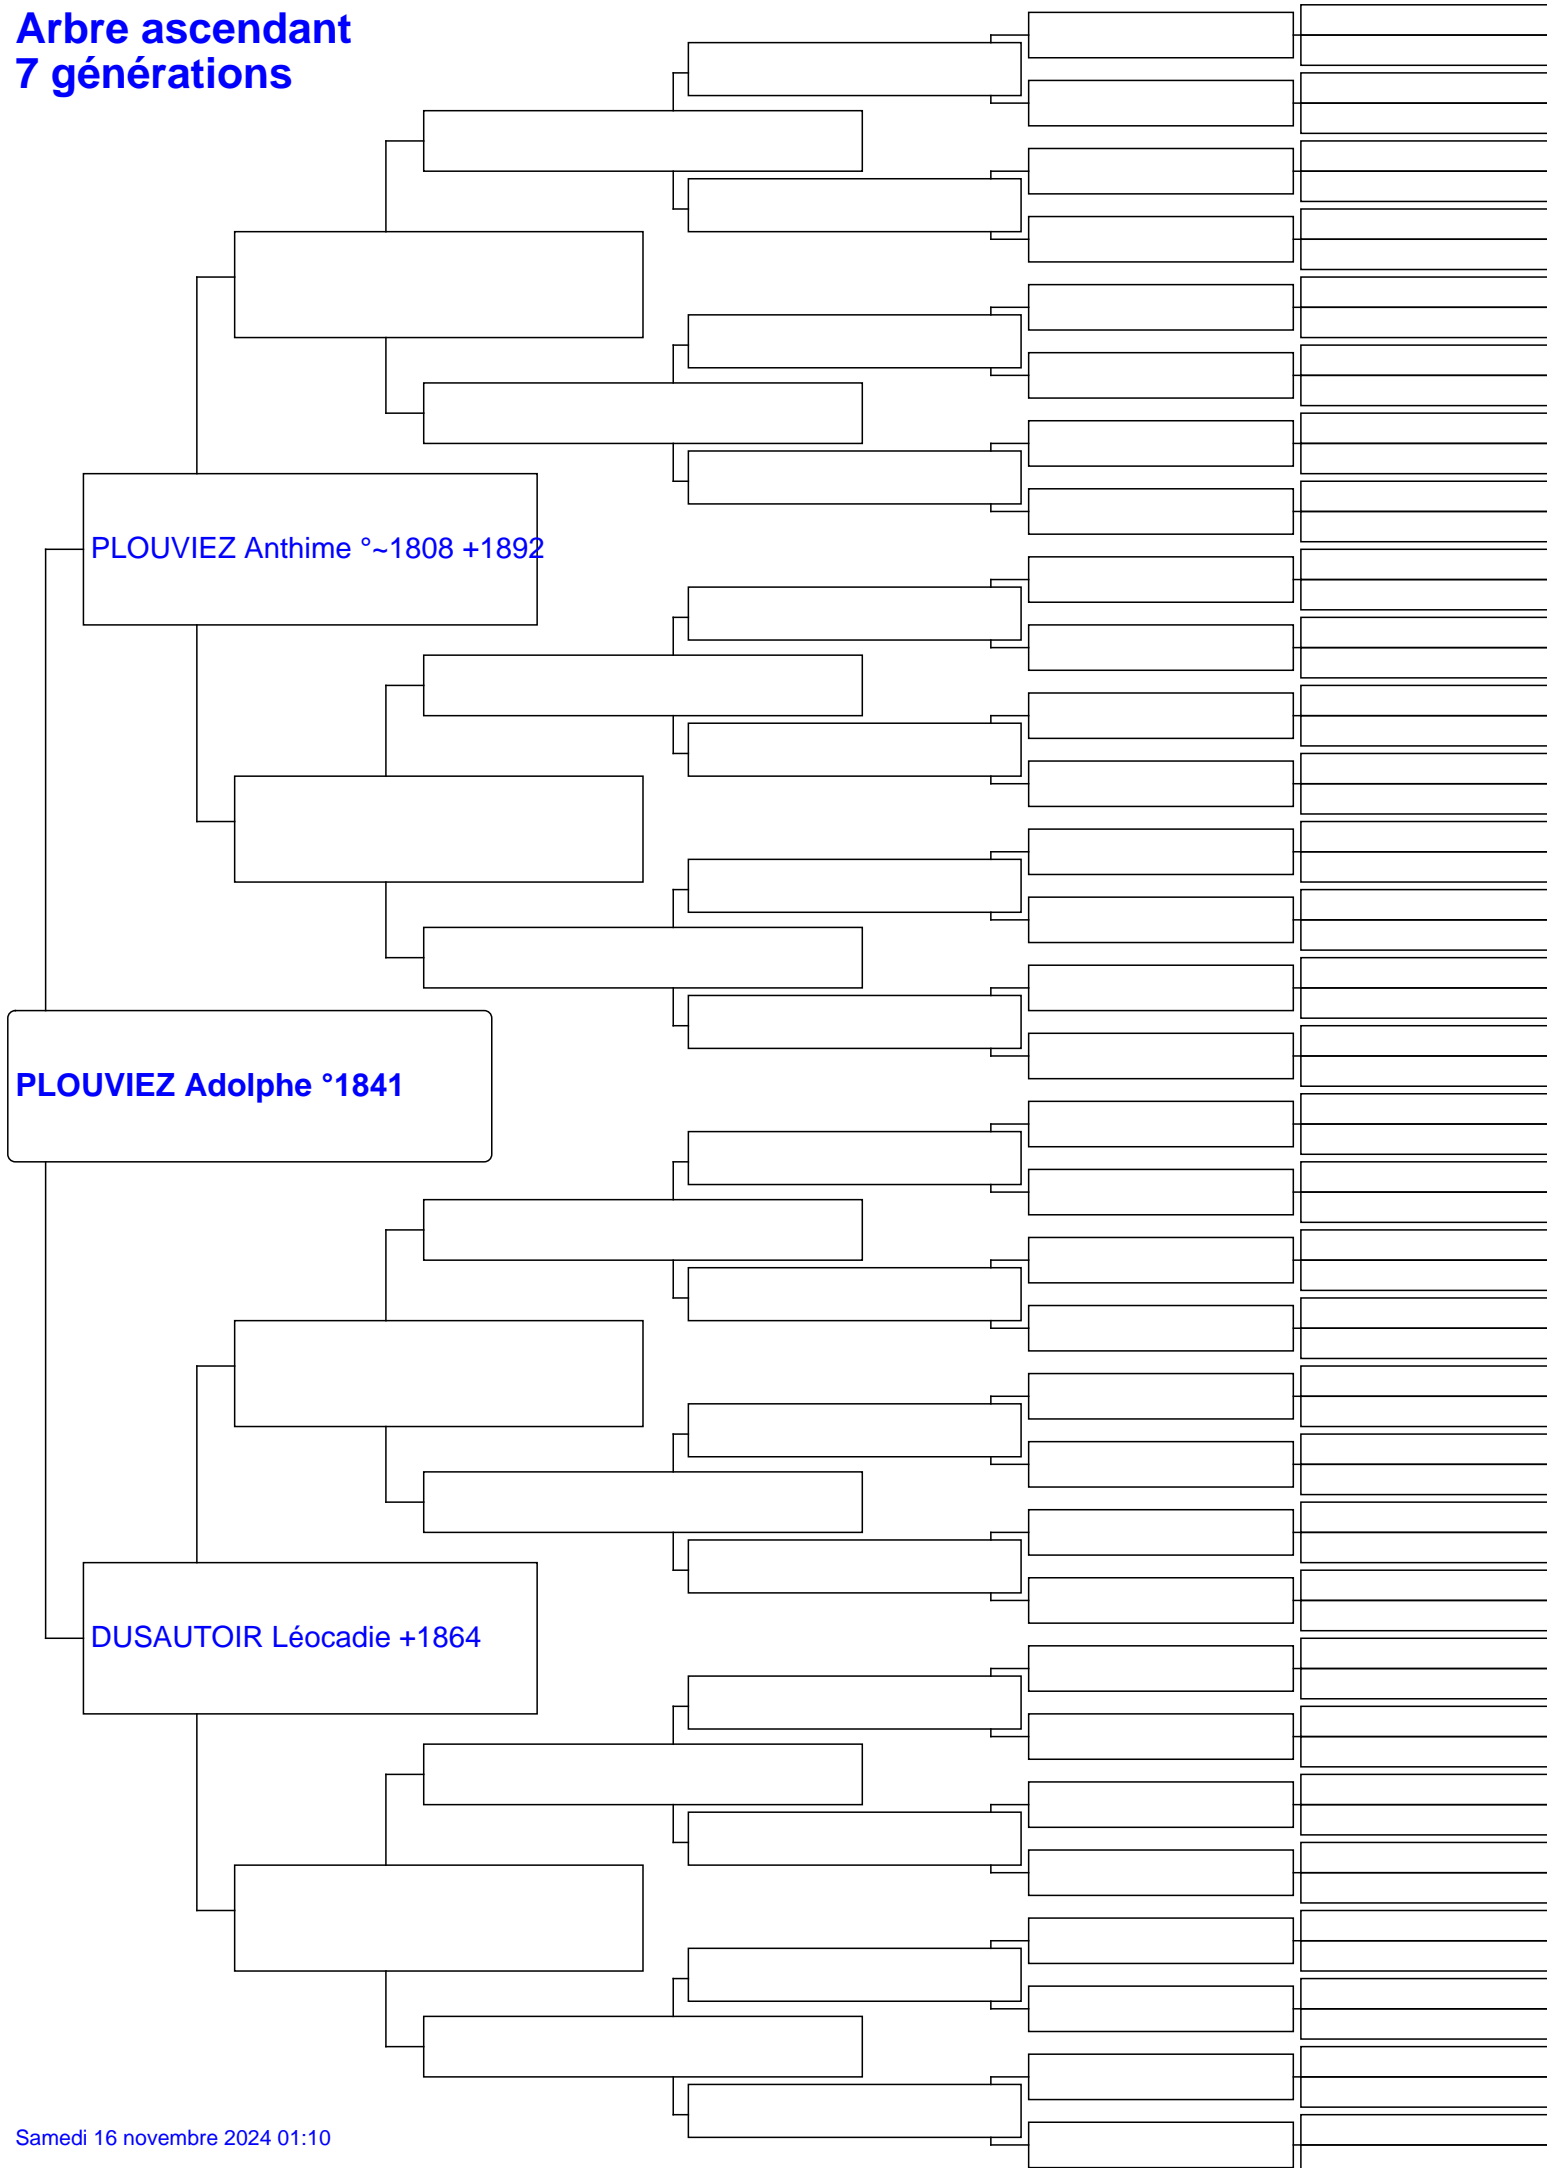 Arbre ascendant
7 générations
PLOUVIEZ Anthime °~1808 +1892
PLOUVIEZ Adolphe °1841
DUSAUTOIR Léocadie +1864
Samedi 16 novembre 2024 01:10